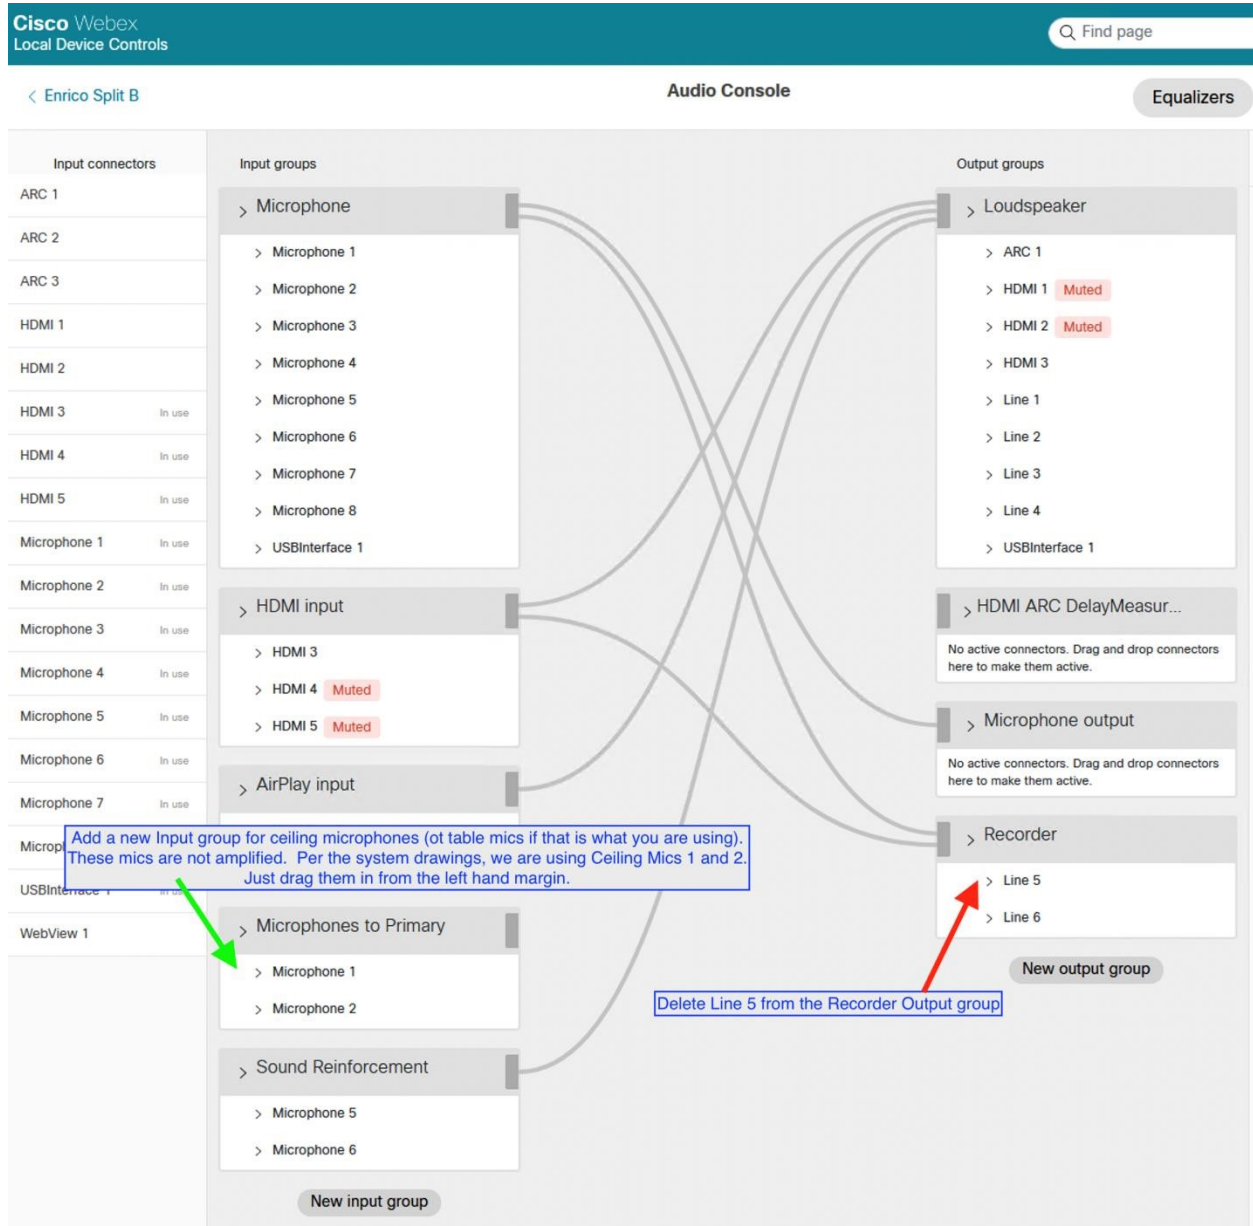 Cisco Webex
Local Device Controls
Find page
< Enrico Split B
Audio Console
Equalizers
Input connectors
ARC 1
ARC 2
ARC 3
HDMI 1
HDMI 2
HDMI 3 In use
HDMI 4 In use
HDMI 5 In use
Microphone 1 In use
Microphone 2 In use
Microphone 3 In use
Microphone 4 In use
Microphone 5 In use
Microphone 6 In use
Microphone 7 In use
WebView 1
Input groups
> Microphone
> Microphone 1
> Microphone 2
> Microphone 3
> Microphone 4
> Microphone 5
> Microphone 6
> Microphone 7
> Microphone 8
> USBInterface 1
> HDMI input
> HDMI 3
> HDMI 4 Muted
> HDMI 5 Muted
> AirPlay input
Add a new Input group for ceiling microphones (ot table mics if that is what you are using).
These mics are not amplified. Per the system drawings, we are using Ceiling Mics 1 and 2.
Just drag them in from the left hand margin.
> Microphones to Primary
> Microphone 1
> Microphone 2
> Sound Reinforcement
> Microphone 5
> Microphone 6
New input group
Output groups
> Loudspeaker
> ARC 1
> HDMI 1 Muted
> HDMI 2 Muted
> HDMI 3
> Line 1
> Line 2
> Line 3
> Line 4
> USBInterface 1
> HDMI ARC DelayMeasur...
No active connectors. Drag and drop connectors
here to make them active.
> Microphone output
No active connectors. Drag and drop connectors
here to make them active.
> Recorder
> Line 5
> Line 6
New output group
Delete Line 5 from the Recorder Output group